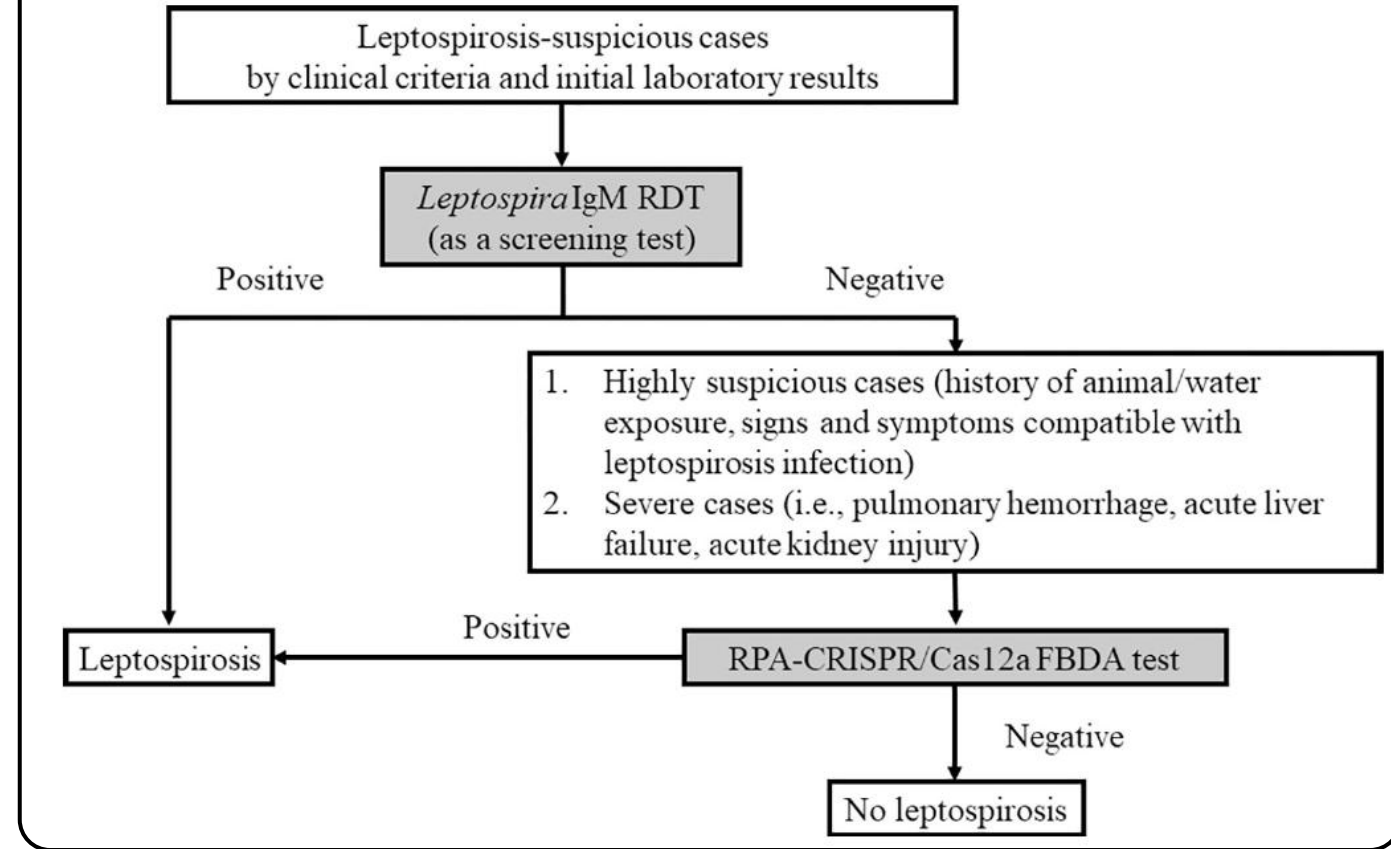 Leptospirosis-suspicious cases
by clinical criteria and initial laboratory results
Leptospira IgM RDT
(as a screening test)
Positive
Negative
1. Highly suspicious cases (history of animal/water
exposure, signs and symptoms compatible with
leptospirosis infection)
2. Severe cases (i.e., pulmonary hemorrhage, acute liver
failure, acute kidney injury)
Positive
Leptospirosis
RPA-CRISPR/Cas12a FBDA test
Negative
No leptospirosis